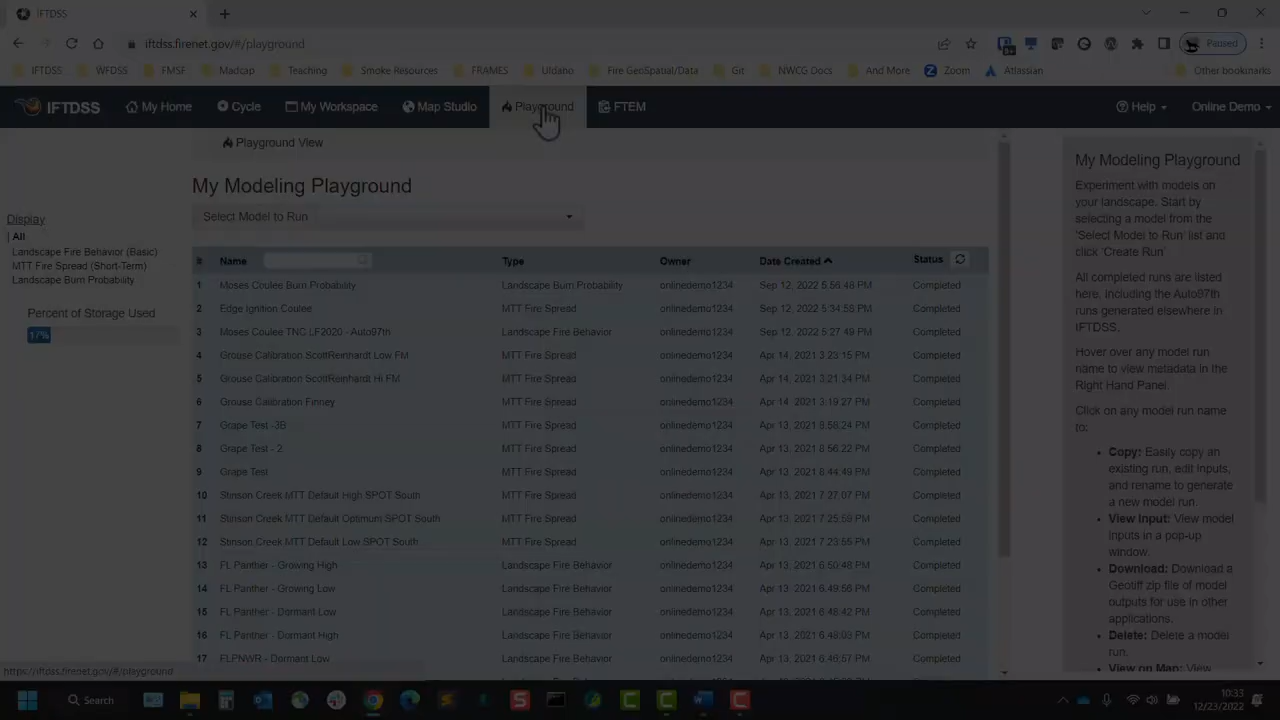 IFTDSS
iftdss.firenet.gov/#/playground
Paused
IFTDSS WFDSS FMSF Madcap Teaching Smoke Resources FRAMES UIdaho Fire GeoSpatial/Data Git NWCG Docs And More Zoom Atlassian Other bookmarks
IFTDSS My Home Cycle My Workspace Map Studio Playground FTEM Help Online Demo
Playground View
My Modeling Playground
Select Model to Run
Display
All
Landscape Fire Behavior (Basic)
MTT Fire Spread (Short-Term)
Landscape Burn Probability
Percent of Storage Used
17%
# Name Type Owner Date Created Status
1 Moses Coulee Burn Probability Landscape Burn Probability onlinedemo1234 Sep 12, 2022 5:56:48 PM Completed
2 Edge Ignition Coulee MTT Fire Spread onlinedemo1234 Sep 12, 2022 5:34:56 PM Completed
3 Moses Coulee TNC LF2020 - Auto97th Landscape Fire Behavior onlinedemo1234 Sep 12, 2022 5:27:49 PM Completed
4 Grouse Calibration ScottReinhardt Low FM MTT Fire Spread onlinedemo1234 Apr 14, 2021 3:23:15 PM Completed
5 Grouse Calibration ScoffReinhardt Hi FM MTT Fire Spread onlinedemo1234 Apr 14, 2021 3:21:34 PM Completed
6 Grouse Calibration Finney MTT Fire Spread onlinedemo1234 Apr 14, 2021 3:19:27 PM Completed
7 Grape Test -3B MTT Fire Spread onlinedemo1234 Apr 13, 2021 8:58:24 PM Completed
8 Grape Test - 2 MTT Fire Spread onlinedemo1234 Apr 13, 2021 8:56:22 PM Completed
9 Grape Test MTT Fire Spread onlinedemo1234 Apr 13, 2021 8:44:49 PM Completed
10 Stinson Creek MTT Default High SPOT South MTT Fire Spread onlinedemo1234 Apr 13, 2021 7:27:07 PM Completed
11 Stinson Creek MTT Default Optimum SPOT South MTT Fire Spread onlinedemo1234 Apr 13, 2021 7:25:56 PM Completed
12 Stinson Creek MTT Default Low SPOT South MTT Fire Spread onlinedemo1234 Apr 13, 2021 7:23:55 PM Completed
13 FL Panther - Growing High Landscape Fire Behavior onlinedemo1234 Apr 13, 2021 6:50:48 PM Completed
14 FL Panther - Growing Low Landscape Fire Behavior onlinedemo1234 Apr 13, 2021 6:49:56 PM Completed
15 FL Panther - Dormant Low Landscape Fire Behavior onlinedemo1234 Apr 13, 2021 6:48:42 PM Completed
16 FL Panther - Dormant High Landscape Fire Behavior onlinedemo1234 Apr 13, 2021 6:48:03 PM Completed
17 FLPNWR - Dormant Low Landscape Fire Behavior onlinedemo1234 Apr 13, 2021 6:46:57 PM Completed
My Modeling Playground
Experiment with models on
your landscape. Start by
selecting a model from the
'Select Model to Run' list and
click 'Create Run'
All completed runs are listed
here, including the Auto97th
runs generated elsewhere in
IFTDSS.
Hover over any model run
name to view metadata in the
Right Hand Panel.
Click on any model run name
to:
• Copy: Easily copy an
existing run, edit inputs,
and rename to generate
a new model run.
• View Input: View model
inputs in a pop-up
window.
• Download: Download a
Geotiff zip file of model
outputs for use in other
applications.
• Delete: Delete a model
run.
• View on Map: View
https://iftdss.firenet.gov/#/playground
Search
10:33
12/23/2022